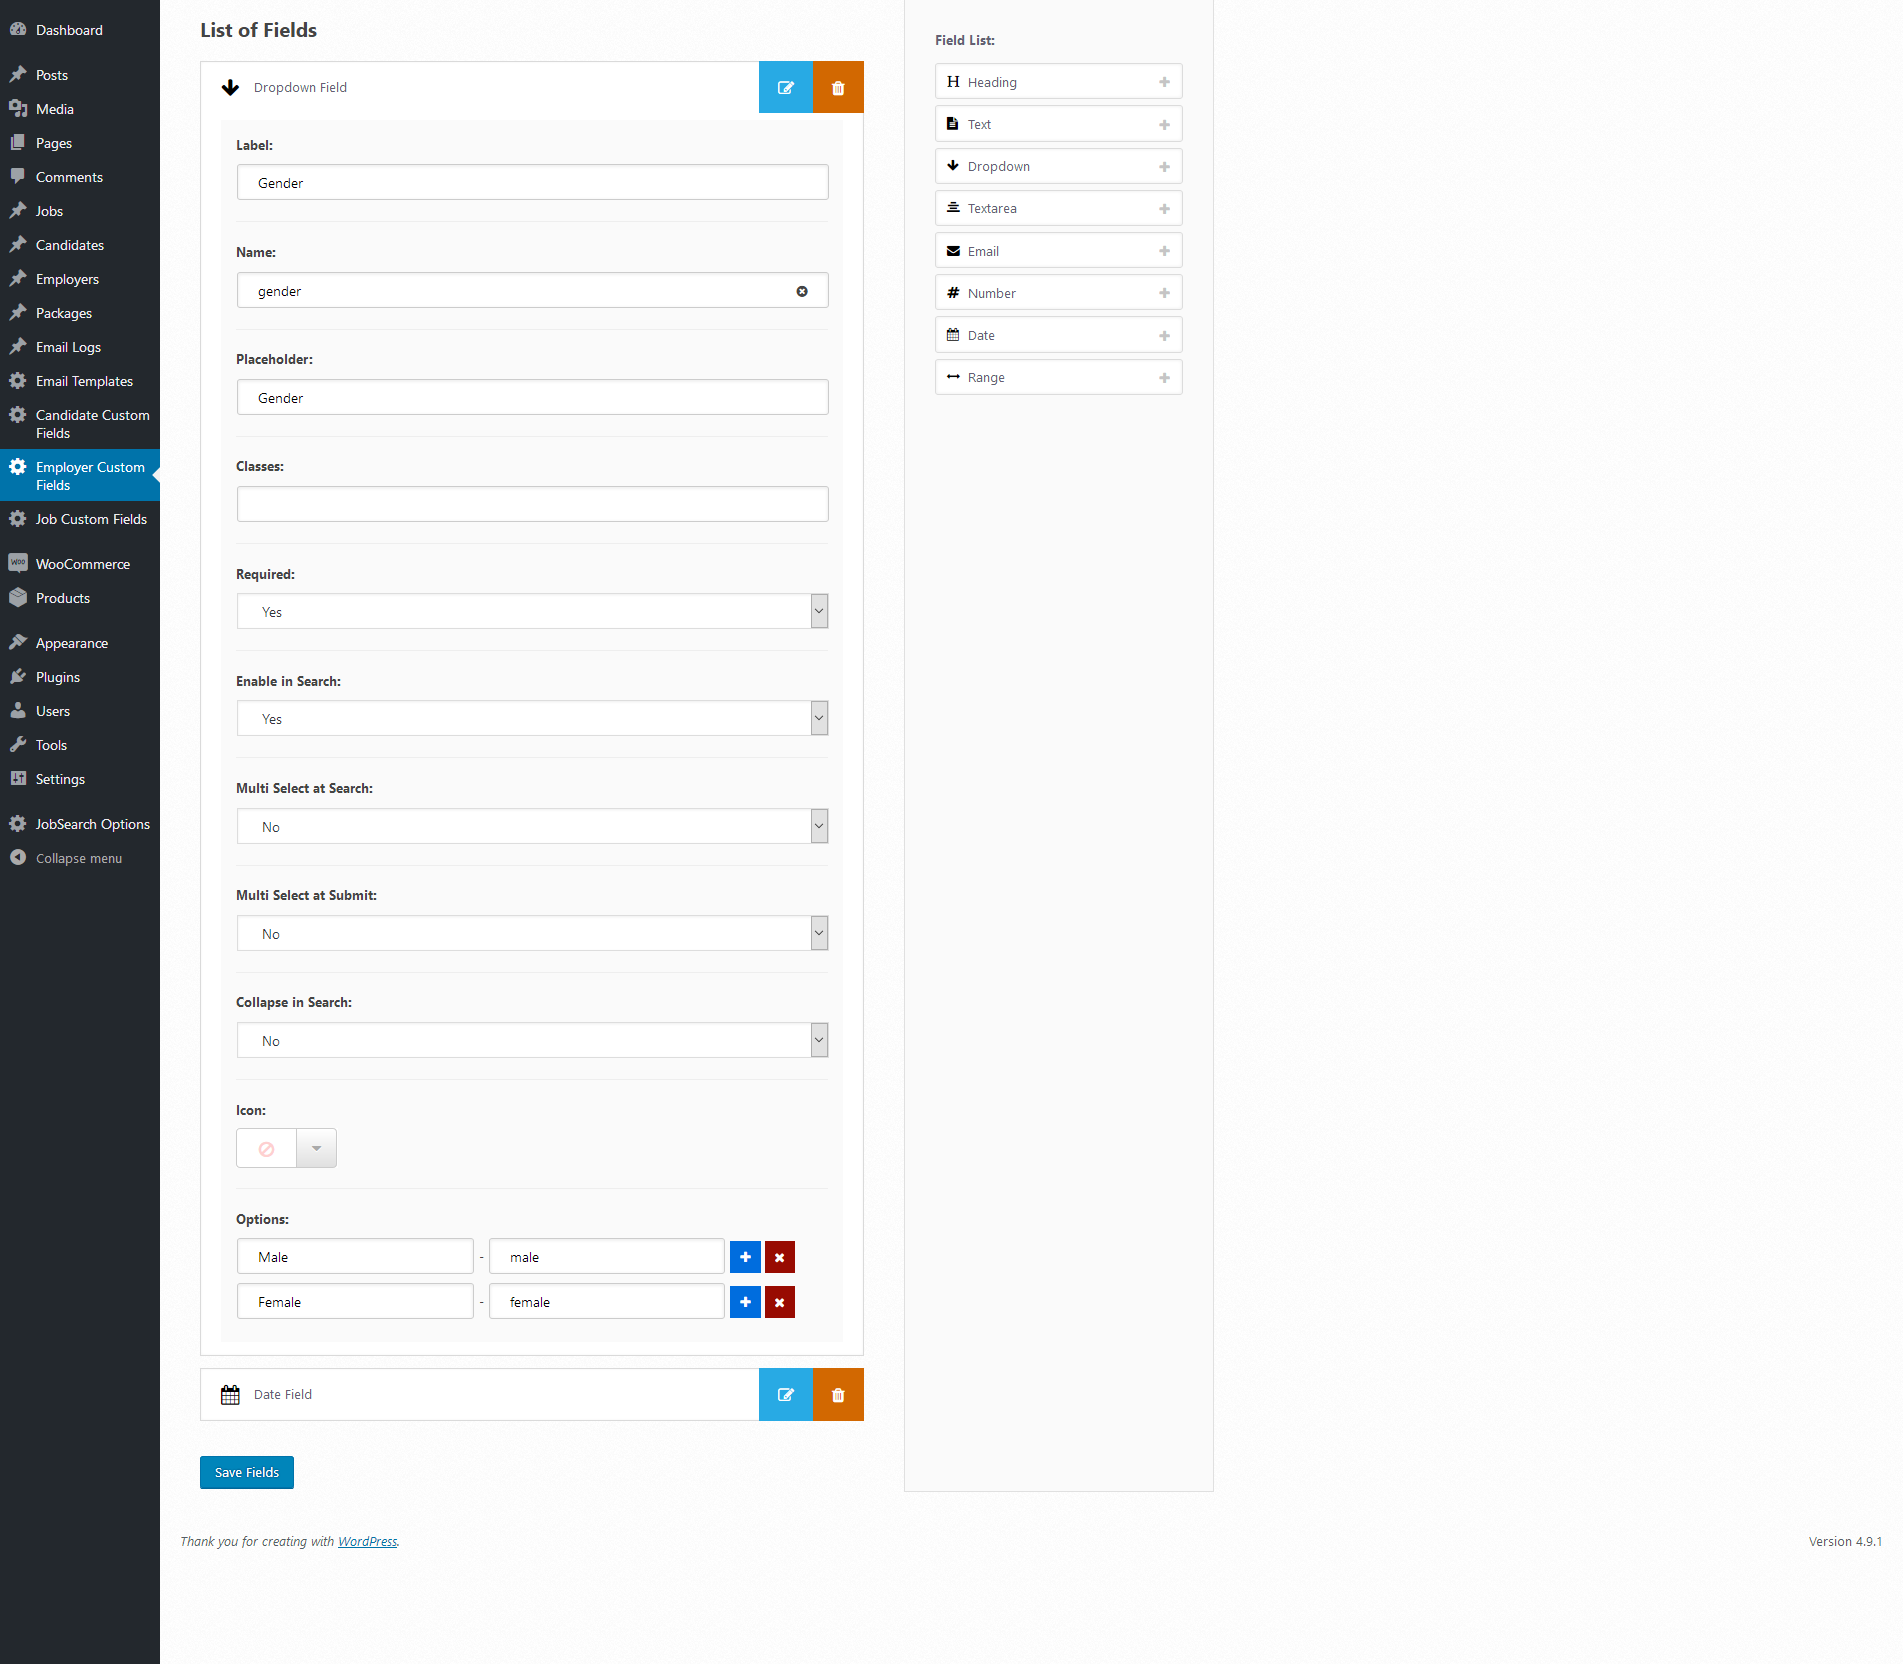 Dashboard
Posts
Media
Pages
Comments
Jobs
Candidates
Employers
Packages
Email Logs
Email Templates
Candidate Custom
Fields
Employer Custom
Fields
Job Custom Fields
WooCommerce
Products
Appearance
Plugins
Users
Tools
Settings
JobSearch Options
Collapse menu
List of Fields
Dropdown Field
Label:
Gender
Name:
gender
Placeholder:
Gender
Classes:
Required:
Yes
Enable in Search:
Yes
Multi Select at Search:
No
Multi Select at Submit:
No
Collapse in Search:
No
Icon:
Options:
Male - male
Female - female
Date Field
Save Fields
Field List:
H Heading
Text
Dropdown
Textarea
Email
# Number
Date
Range
Thank you for creating with WordPress.
Version 4.9.1